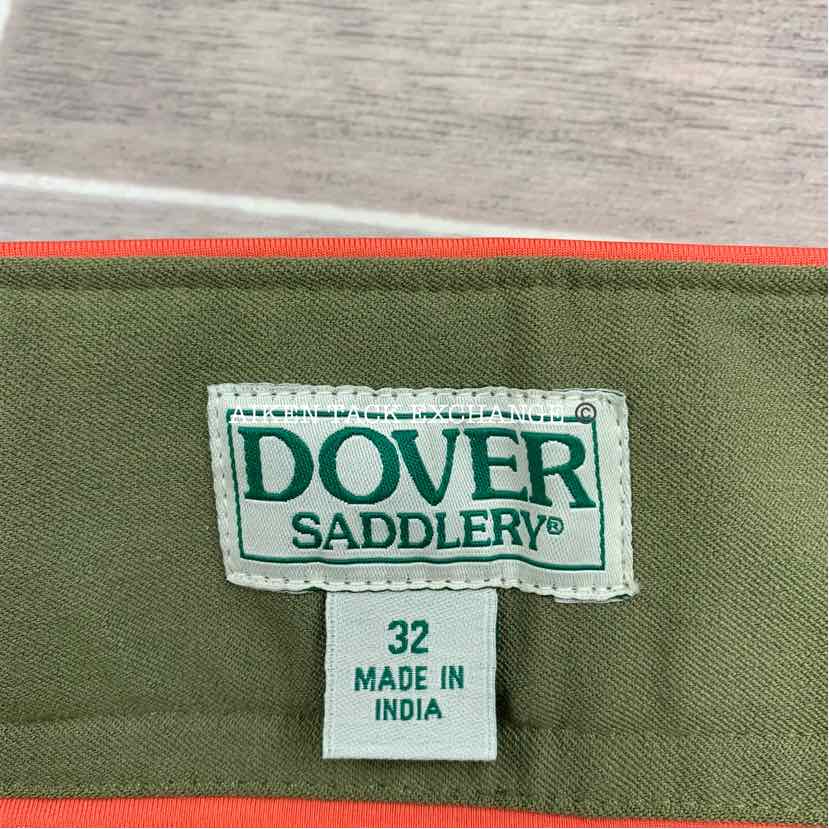 AIKEN TACK EXCHANGE ©
DOVER
SADDLERY®
32
MADE IN
INDIA